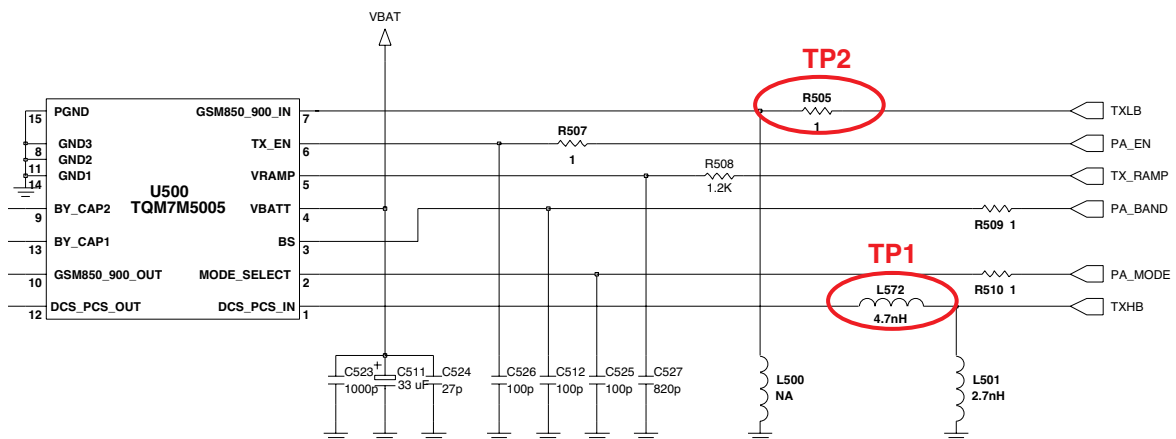 VBAT
TP2
PGND
15
GSM850_900_IN
7
R505
1
TXLB
GND3
8
TX_EN
6
R507
1
PA_EN
GND2
11
GND1
14
VRAMP
5
R508
1.2K
TX_RAMP
U500
TQM7M5005
BY_CAP2
9
VBATT
4
R509 1
PA_BAND
BY_CAP1
13
BS
3
TP1
GSM850_900_OUT
10
MODE_SELECT
2
R510 1
PA_MODE
L572
4.7nH
DCS_PCS_OUT
12
DCS_PCS_IN
1
TXHB
C523
1000p
+
C511
33 uF
C524
27p
C526
100p
C512
100p
C525
100p
C527
820p
L500
NA
L501
2.7nH